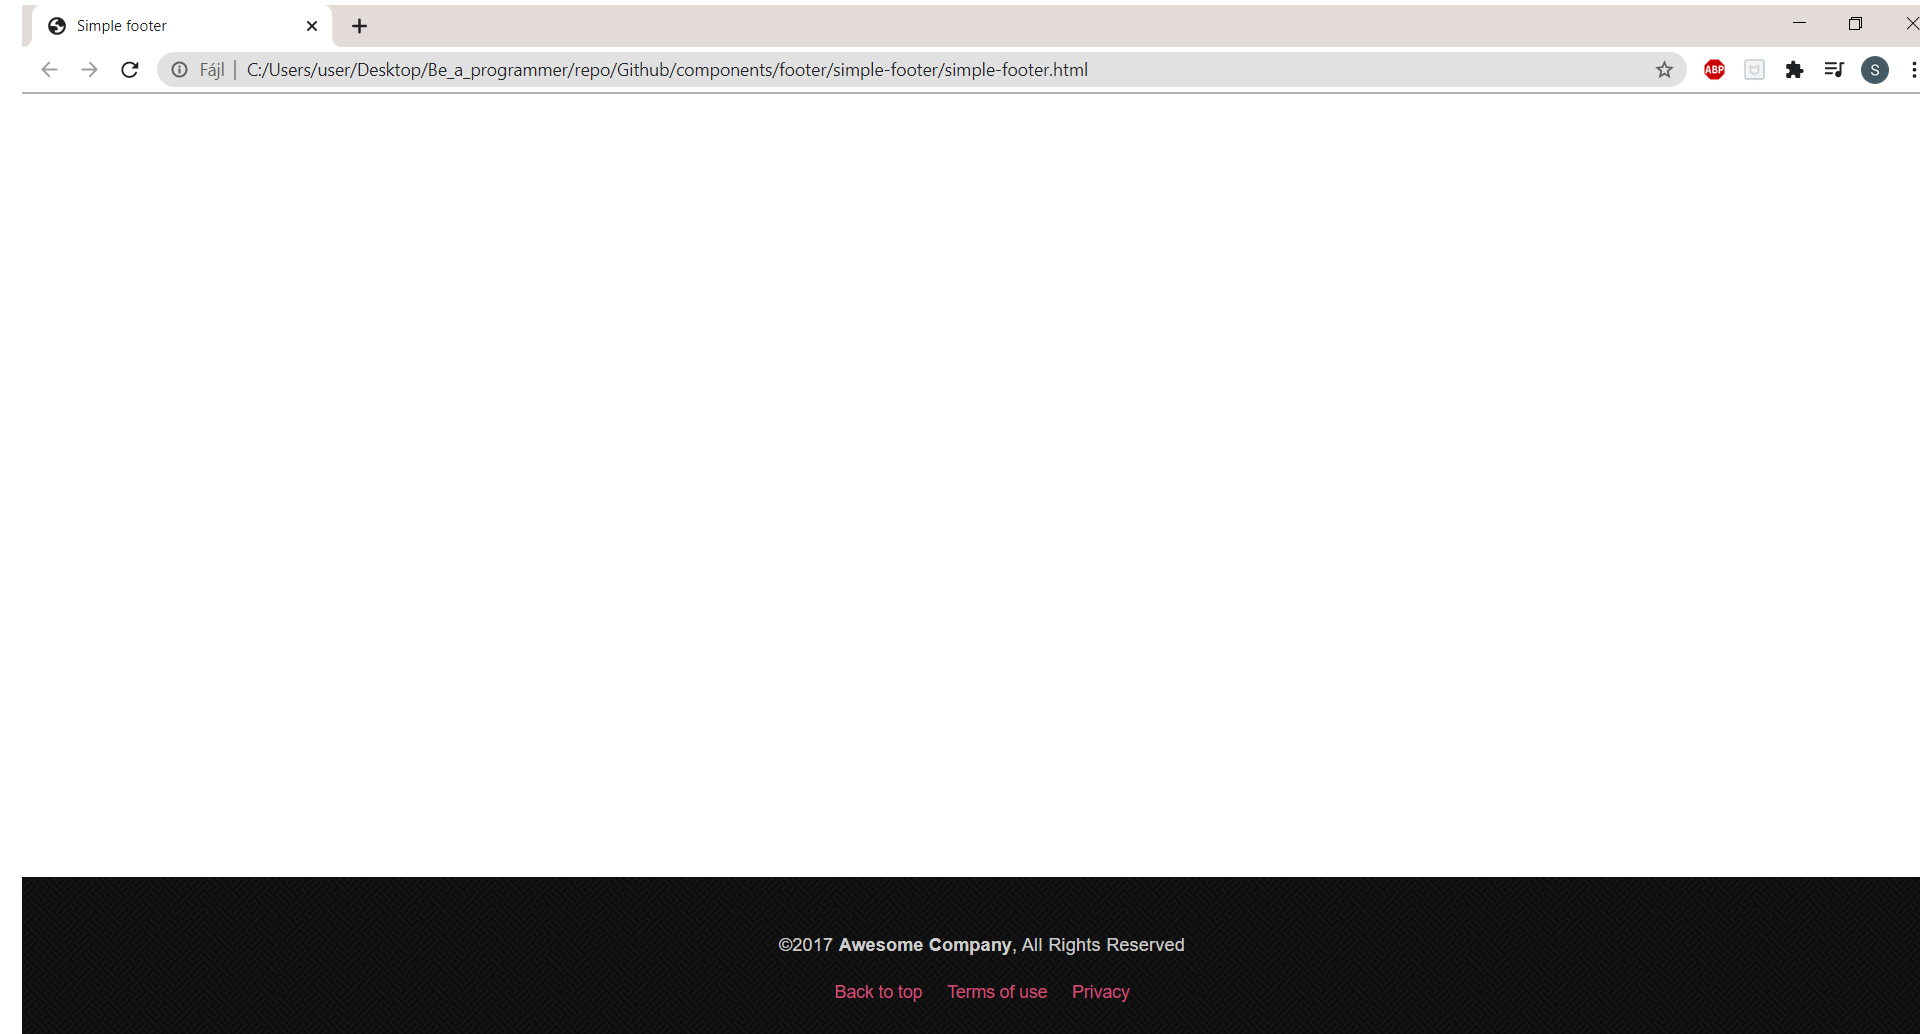 Simple footer
Fájl | C:/Users/user/Desktop/Be_a_programmer/repo/Github/components/footer/simple-footer/simple-footer.html
ABP
S
©2017 Awesome Company, All Rights Reserved
Back to top Terms of use Privacy